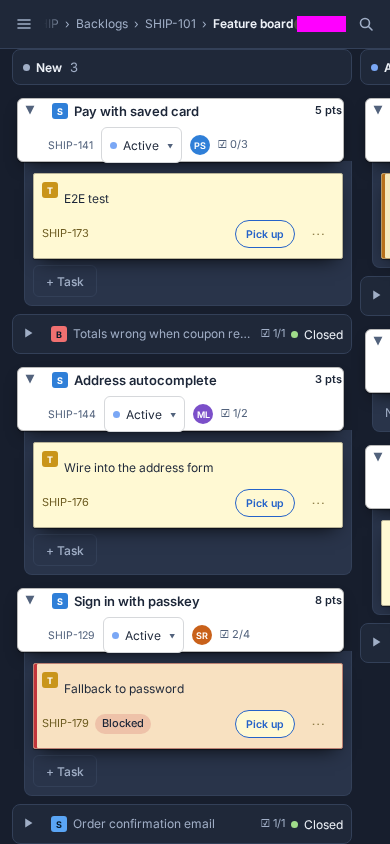 › Backlogs › SHIP-101 › Feature board
New 3
S Pay with saved card 5 pts
SHIP-141 Active PS 0/3
T E2E test
SHIP-173 Pick up ...
+ Task
B Totals wrong when coupon re... 1/1 Closed
S Address autocomplete 3 pts
SHIP-144 Active ML 1/2
T Wire into the address form
SHIP-176 Pick up ...
+ Task
S Sign in with passkey 8 pts
SHIP-129 Active SR 2/4
T Fallback to password
SHIP-179 Blocked Pick up ...
+ Task
S Order confirmation email 1/1 Closed